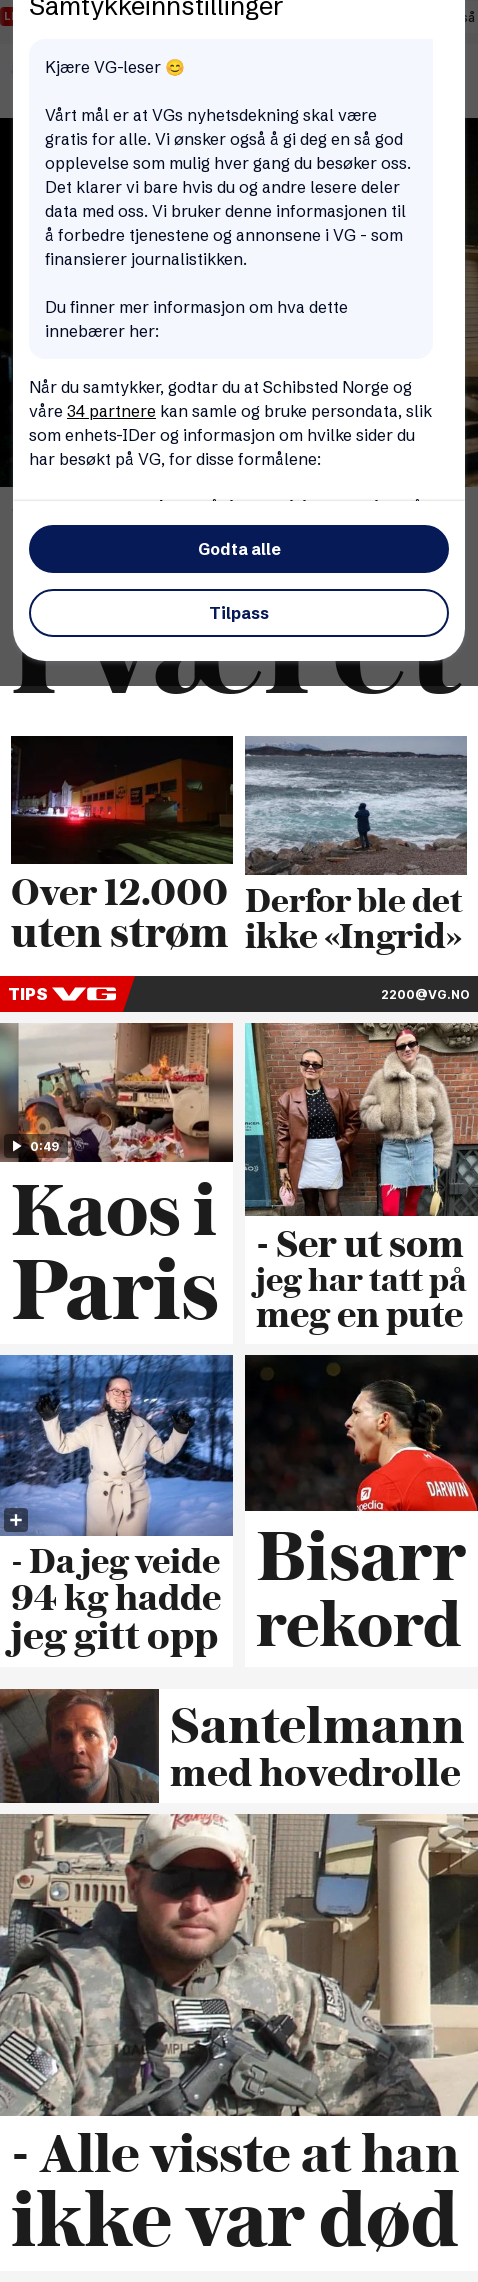 Samtykkeinnstillinger
Kjære VG-leser 😊
Vårt mål er at VGs nyhetsdekning skal være
gratis for alle. Vi ønsker også å gi deg en så god
opplevelse som mulig hver gang du besøker oss.
Det klarer vi bare hvis du og andre lesere deler
data med oss. Vi bruker denne informasjonen til
å forbedre tjenestene og annonsene i VG - som
finansierer journalistikken.
Du finner mer informasjon om hva dette
innebærer her:
Når du samtykker, godtar du at Schibsted Norge og
våre 34 partnere kan samle og bruke persondata, slik
som enhets-IDer og informasjon om hvilke sider du
har besøkt på VG, for disse formålene:
Godta alle
Tilpass
i været
Over 12.000
uten strøm
Derfor ble det
ikke «Ingrid»
TIPS VG
2200@VG.NO
0:49
Kaos i
Paris
- Ser ut som
jeg har tatt på
meg en pute
- Da jeg veide
94 kg hadde
jeg gitt opp
DARWIN
Bisarr
rekord
Santelmann
med hovedrolle
- Alle visste at han
ikke var død